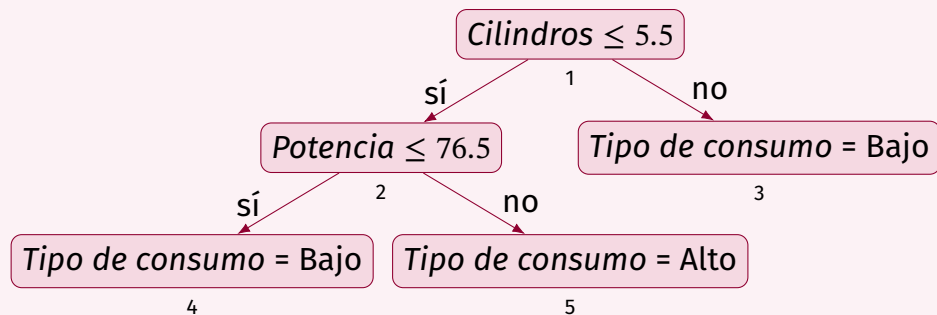 Cilindros ≤ 5.5
1
sí
no
Potencia ≤ 76.5
Tipo de consumo = Bajo
2
3
sí
no
Tipo de consumo = Bajo
Tipo de consumo = Alto
4
5